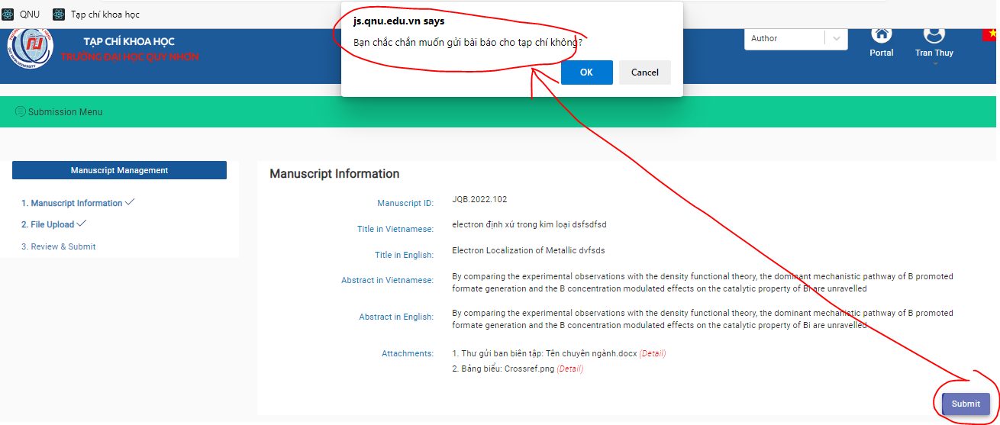 QNU Tạp chí khoa học
js.qnu.edu.vn says
Bạn chắc chắn muốn gửi bài báo cho tạp chí không?
OK Cancel
TẠP CHÍ KHOA HỌC
TRƯỜNG ĐẠI HỌC QUY NHƠN
Author
Portal
Tran Thuy
Submission Menu
Manuscript Management
1. Manuscript Information
2. File Upload
3. Review & Submit
Manuscript Information
Manuscript ID: JQB.2022.102
Title in Vietnamese: electron định xứ trong kim loại dsfsdfsd
Title in English: Electron Localization of Metallic dvfsds
Abstract in Vietnamese: By comparing the experimental observations with the density functional theory, the dominant mechanistic pathway of B promoted
formate generation and the B concentration modulated effects on the catalytic property of Bi are unravelled
Abstract in English: By comparing the experimental observations with the density functional theory, the dominant mechanistic pathway of B promoted
formate generation and the B concentration modulated effects on the catalytic property of Bi are unravelled
Attachments: 1. Thư gửi ban biên tập: Tên chuyên ngành.docx (Detail)
2. Bảng biểu: Crossref.png (Detail)
Submit